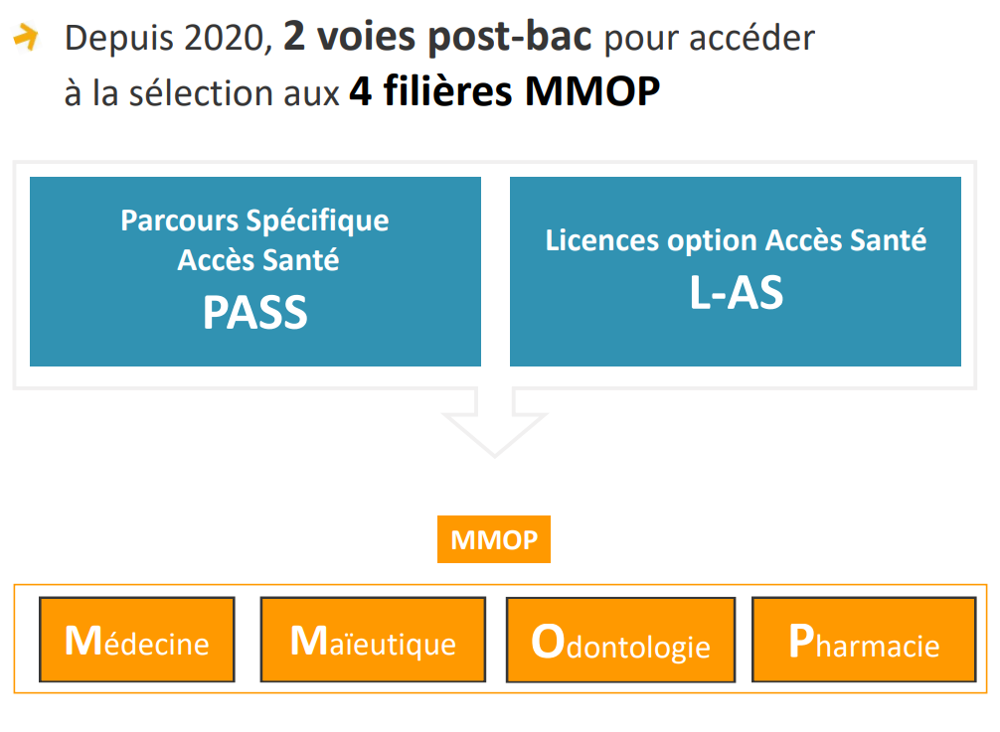 Depuis 2020, 2 voies post-bac pour accéder
à la sélection aux 4 filières MMOP
Parcours Spécifique
Accès Santé
PASS
Licences option Accès Santé
L-AS
MMOP
Médecine
Maïeutique
Odontologie
Pharmacie